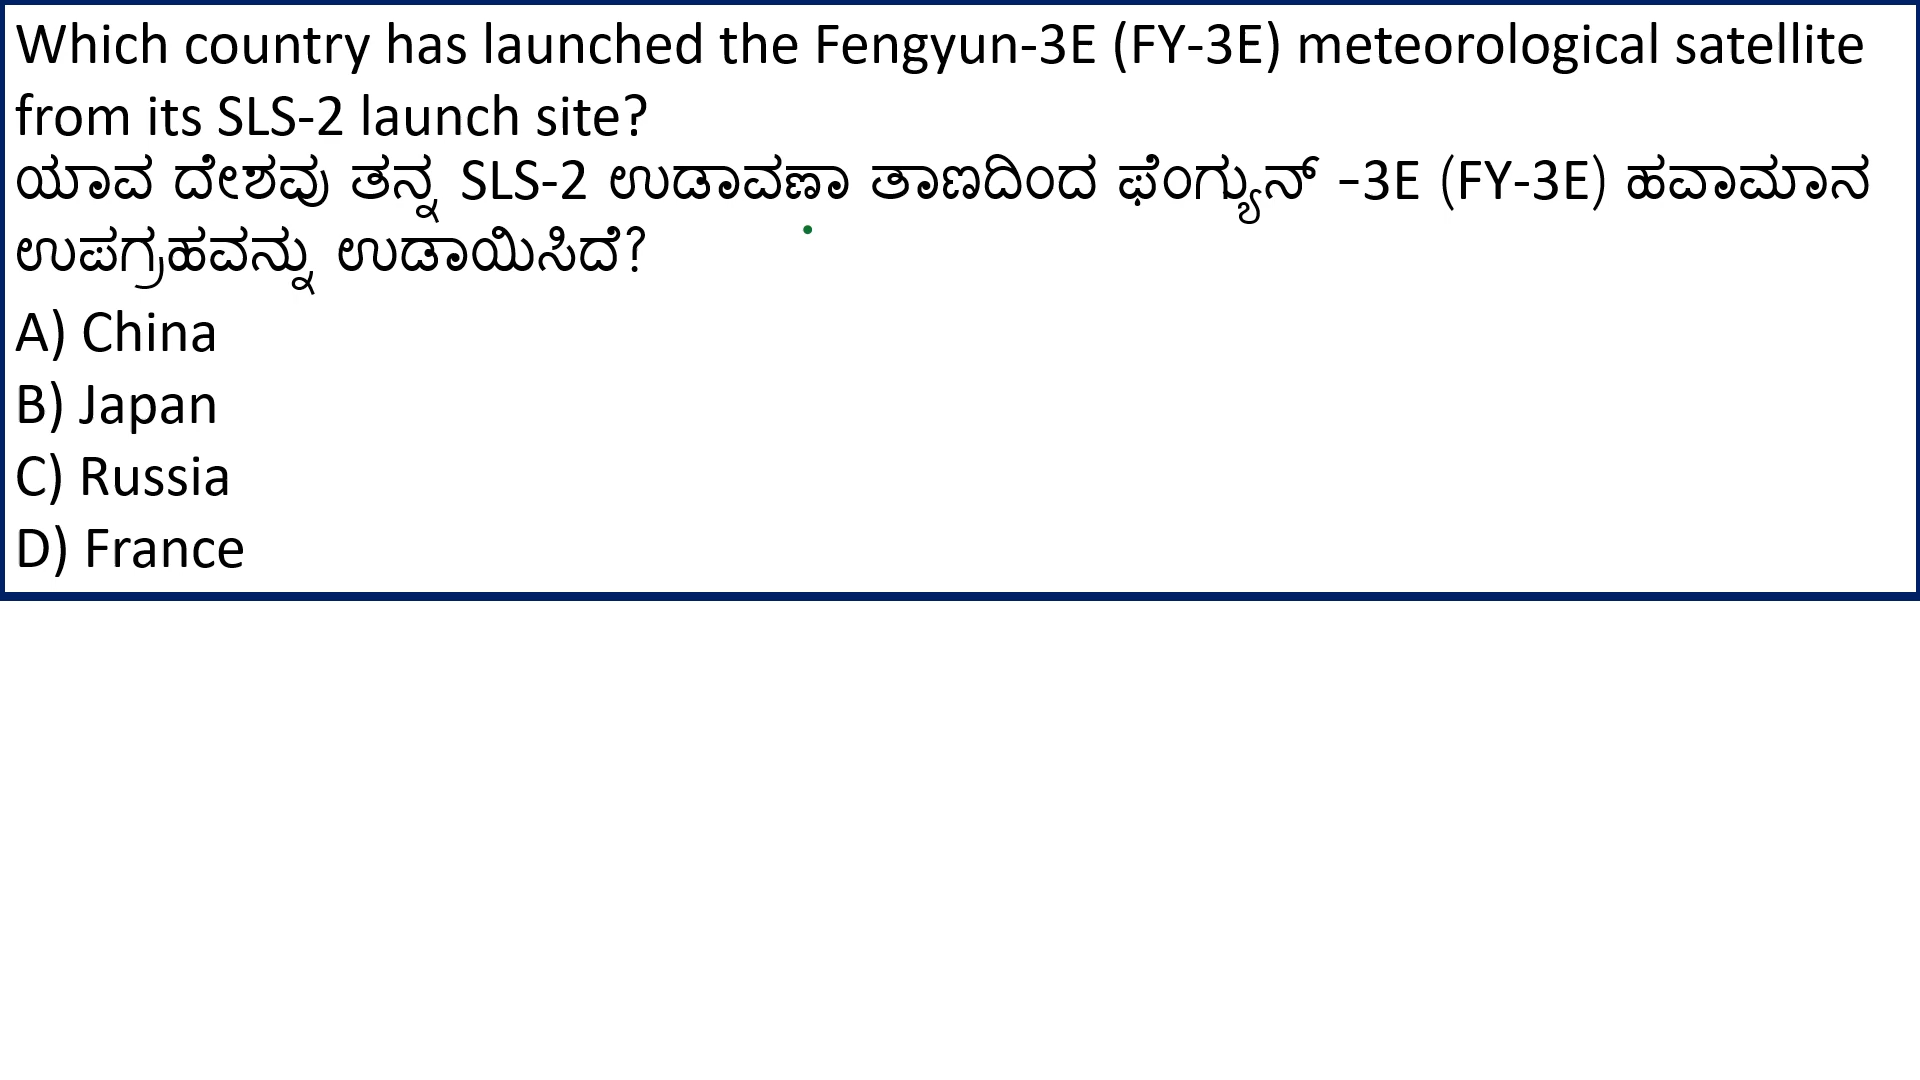 Which country has launched the Fengyun-3E (FY-3E) meteorological satellite
from its SLS-2 launch site?
ಯಾವ ದೇಶವು ತನ್ನ SLS-2 ಉಡಾವಣಾ ತಾಣದಿಂದ ಫೆಂಗ್ಯುನ್ -3E (FY-3E) ಹವಾಮಾನ
ಉಪಗ್ರಹವನ್ನು ಉಡಾಯಿಸಿದೆ?
A) China
B) Japan
C) Russia
D) France